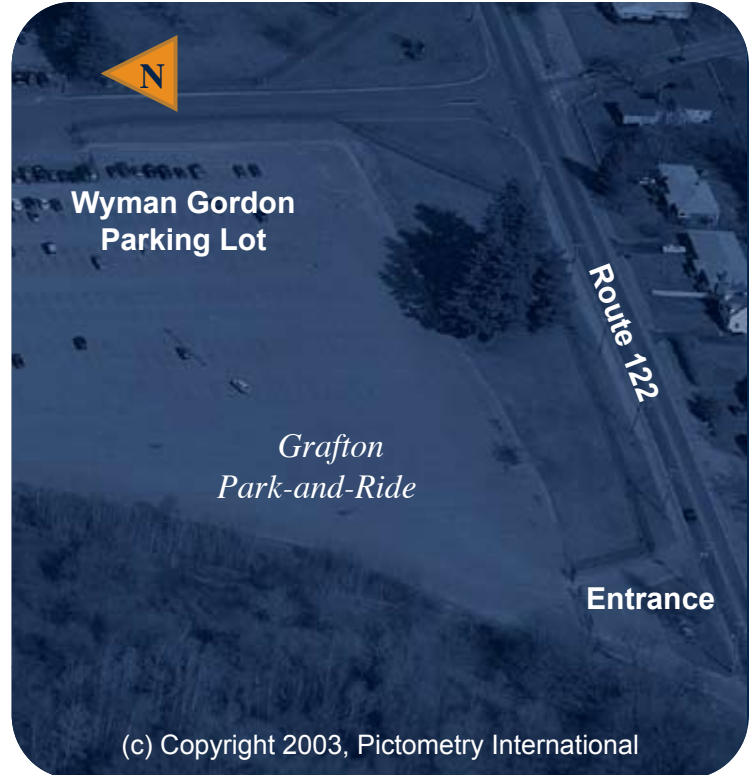 N
Wyman Gordon
Parking Lot
Route 122
Grafton
Park-and-Ride
Entrance
(c) Copyright 2003, Pictometry International